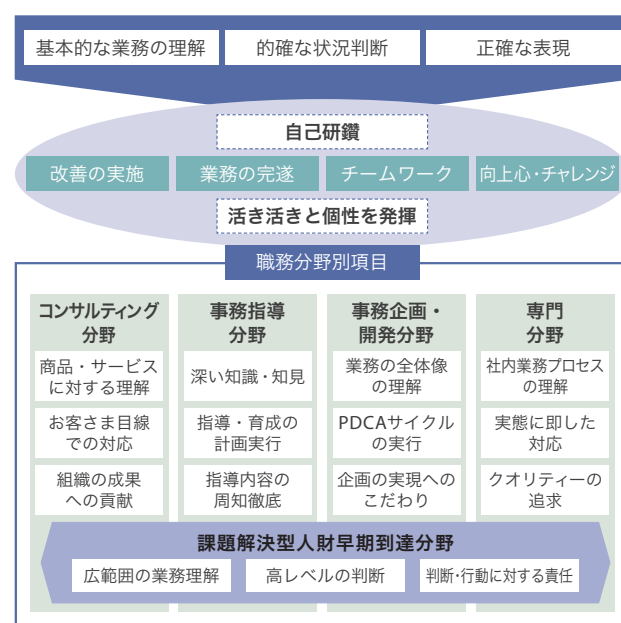 基本的な業務の理解
的確な状況判断
正確な表現
自己研鑽
改善の実施
業務の完遂
チームワーク
向上心・チャレンジ
活き活きと個性を発揮
職務分野別項目
コンサルティング
分野
商品・サービス
に対する理解
お客さま目線
での対応
組織の成果
への貢献
事務指導
分野
深い知識・知見
指導・育成の
計画実行
指導内容の
周知徹底
事務企画・
開発分野
業務の全体像
の理解
PDCAサイクル
の実行
企画の実現への
こだわり
専門
分野
社内業務プロセス
の理解
実態に即した
対応
クオリティーの
追求
課題解決型人財早期到達分野
広範囲の業務理解
高レベルの判断
判断・行動に対する責任